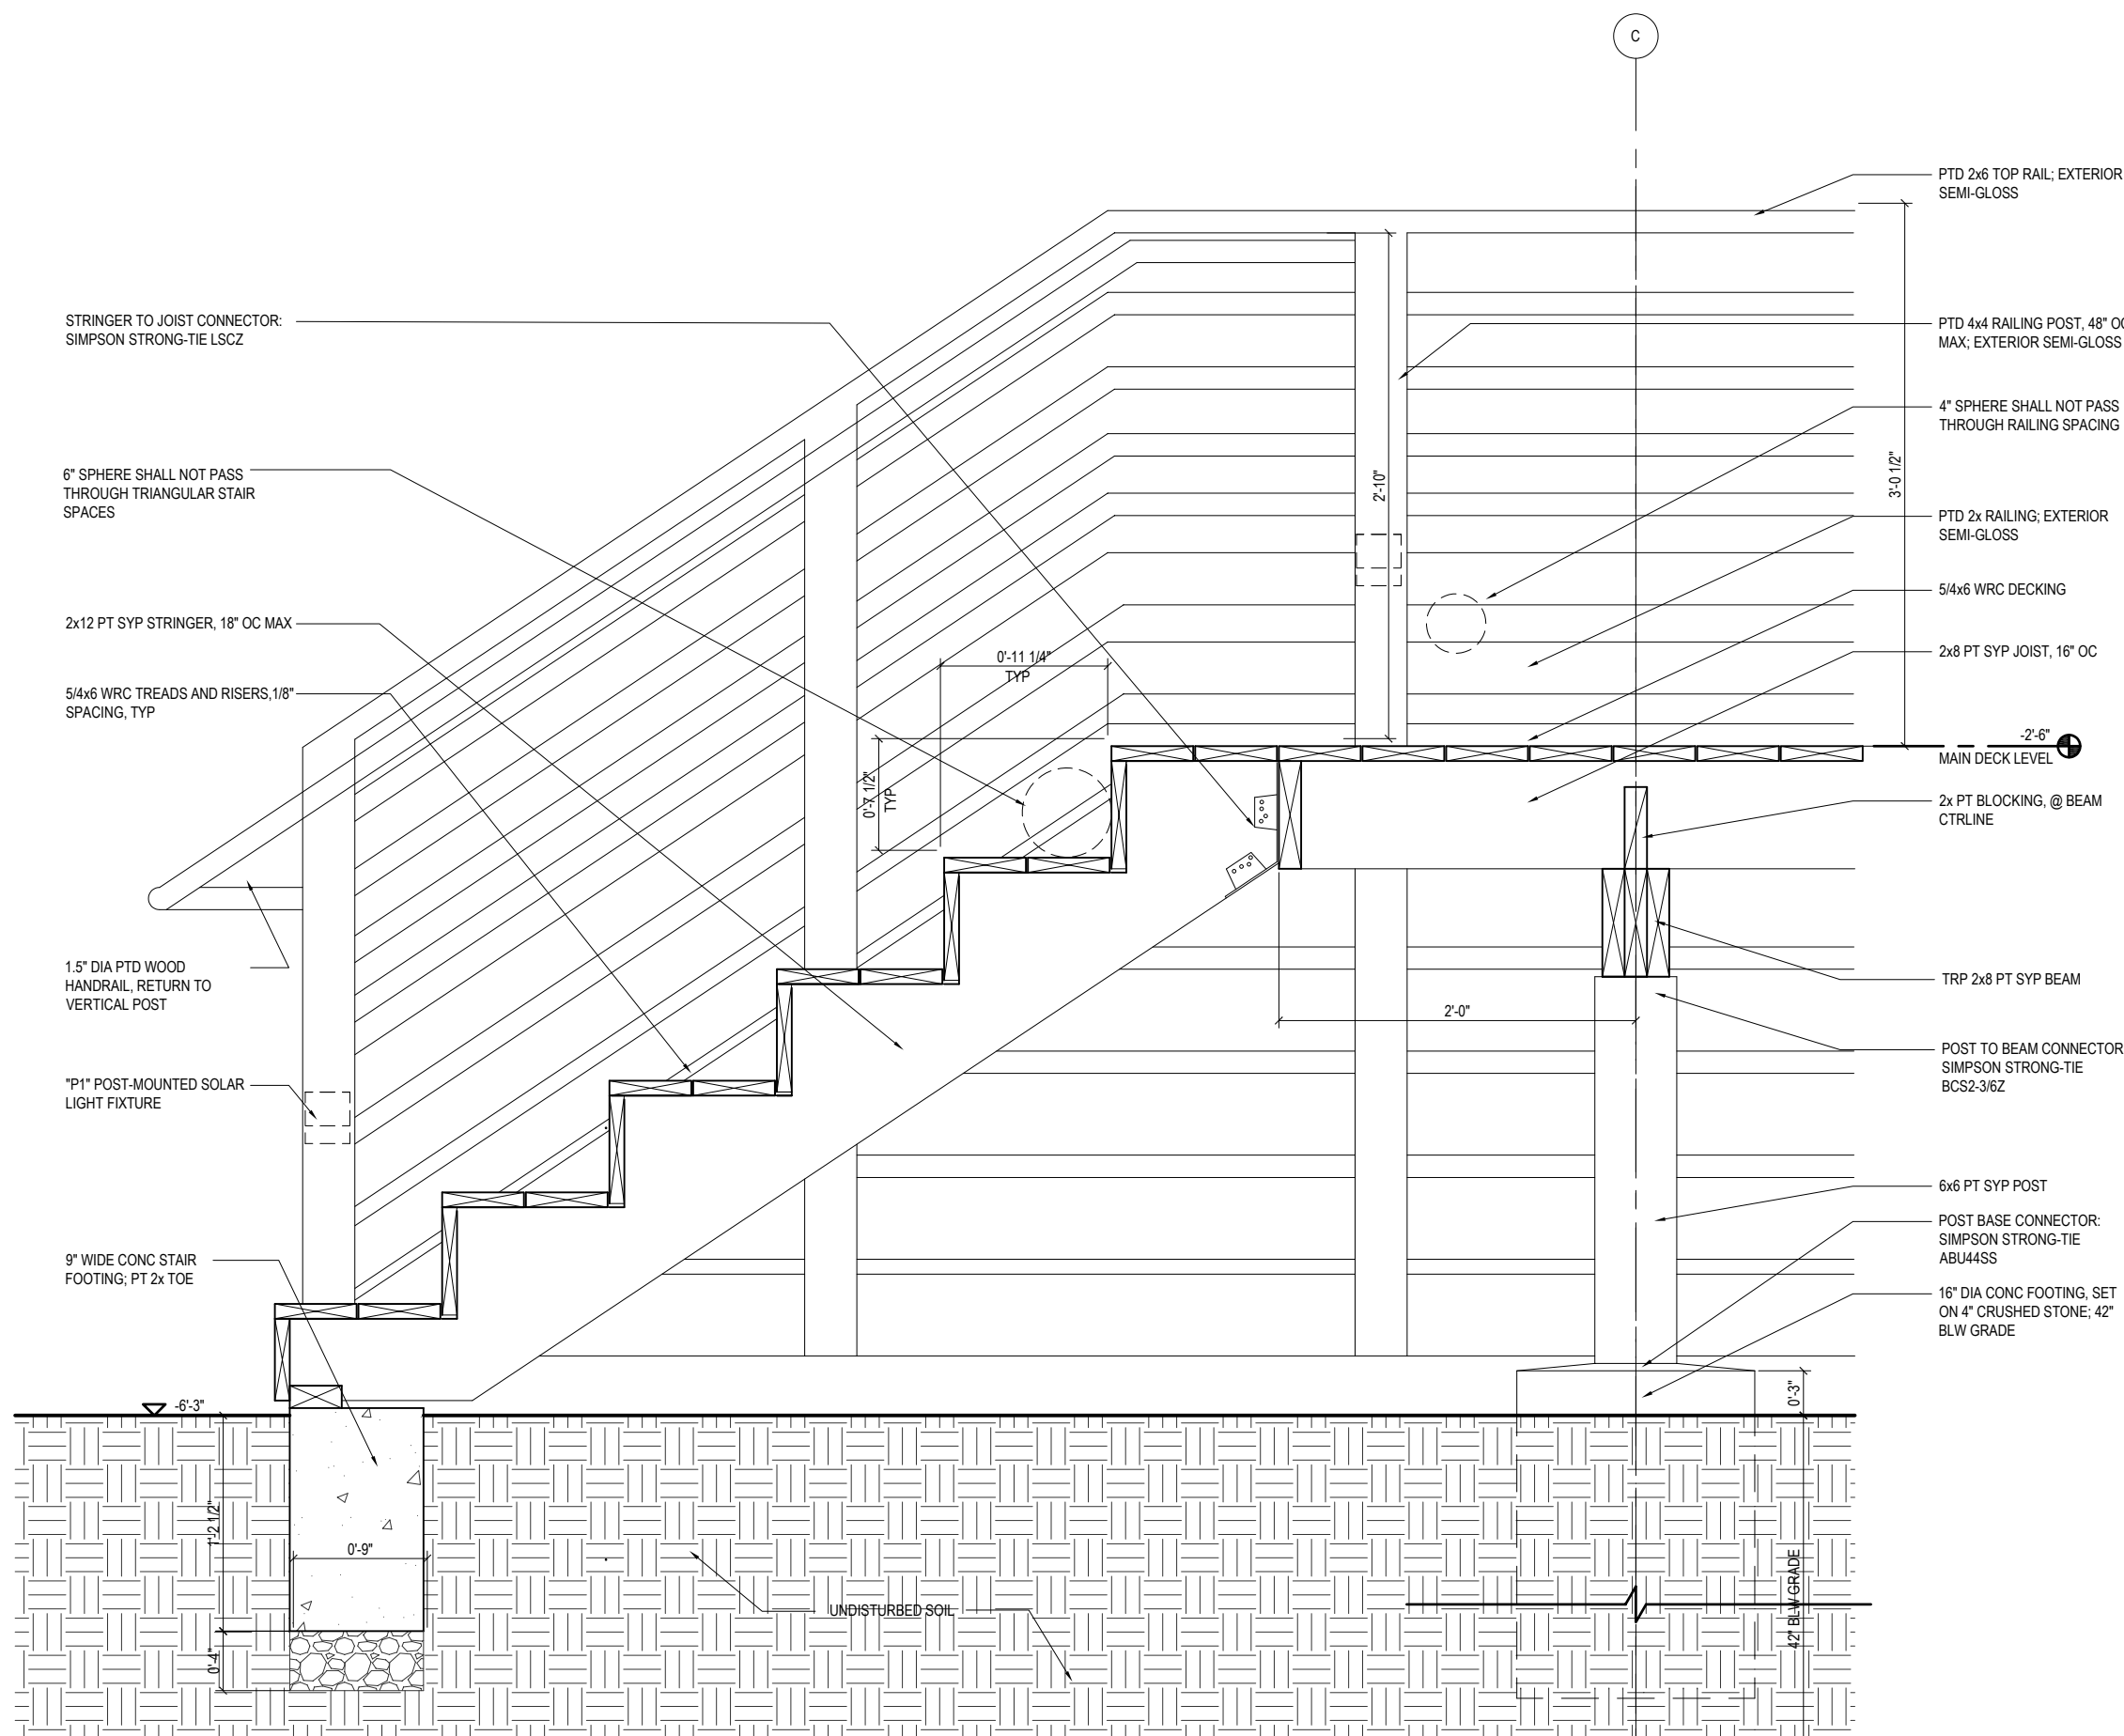 C
PTD 2x6 TOP RAIL; EXTERIOR
SEMI-GLOSS
STRINGER TO JOIST CONNECTOR:
SIMPSON STRONG-TIE LSCZ
PTD 4x4 RAILING POST, 48" OC
MAX; EXTERIOR SEMI-GLOSS
4" SPHERE SHALL NOT PASS
THROUGH RAILING SPACING
6" SPHERE SHALL NOT PASS
THROUGH TRIANGULAR STAIR
SPACES
2'-10"
3'-0 1/2"
PTD 2x RAILING; EXTERIOR
SEMI-GLOSS
5/4x6 WRC DECKING
2x12 PT SYP STRINGER, 18" OC MAX
2x8 PT SYP JOIST, 16" OC
0'-11 1/4"
TYP
5/4x6 WRC TREADS AND RISERS,1/8"
SPACING, TYP
-2'-6"
MAIN DECK LEVEL
0'-7 1/2"
TYP
2x PT BLOCKING, @ BEAM
CTRLINE
1.5" DIA PTD WOOD
HANDRAIL, RETURN TO
VERTICAL POST
TRP 2x8 PT SYP BEAM
2'-0"
POST TO BEAM CONNECTOR
SIMPSON STRONG-TIE
BCS2-3/6Z
"P1" POST-MOUNTED SOLAR
LIGHT FIXTURE
6x6 PT SYP POST
POST BASE CONNECTOR:
SIMPSON STRONG-TIE
ABU44SS
9" WIDE CONC STAIR
FOOTING; PT 2x TOE
16" DIA CONC FOOTING, SET
ON 4" CRUSHED STONE; 42"
BLW GRADE
0'-3"
-6'-3"
1'-2 1/2"
0'-9"
42" BLW GRADE
UNDISTURBED SOIL
0'-4"